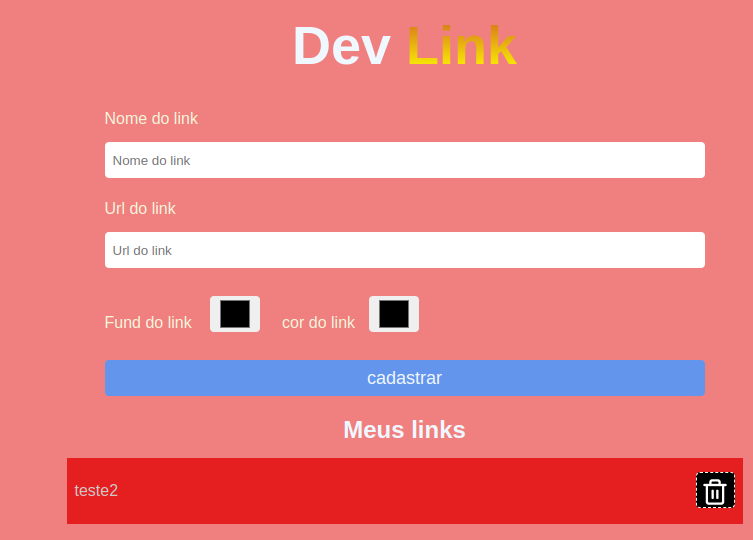 Dev Link
Nome do link
Nome do link
Url do link
Url do link
Fund do link cor do link
cadastrar
Meus links
teste2